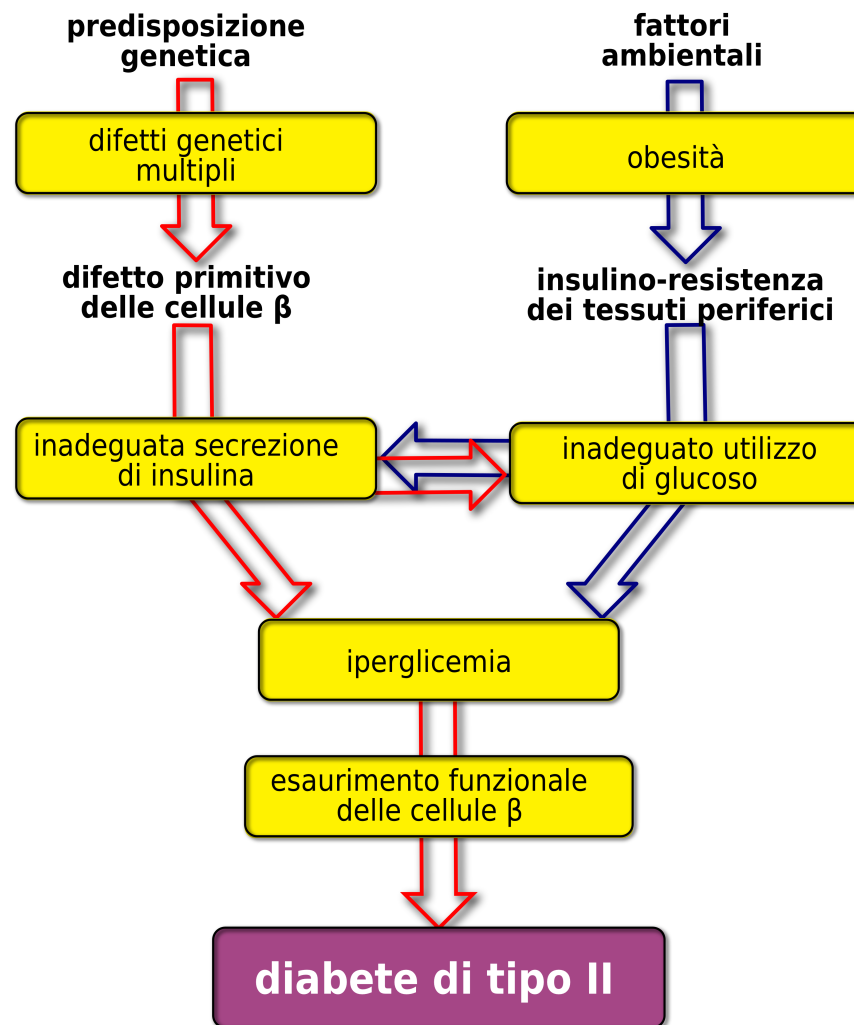 predisposizione
genetica
fattori
ambientali
difetti genetici
multipli
obesità
difetto primitivo
delle cellule β
insulino-resistenza
dei tessuti periferici
inadeguata secrezione
di insulina
inadeguato utilizzo
di glucoso
iperglicemia
esaurimento funzionale
delle cellule β
diabete di tipo II